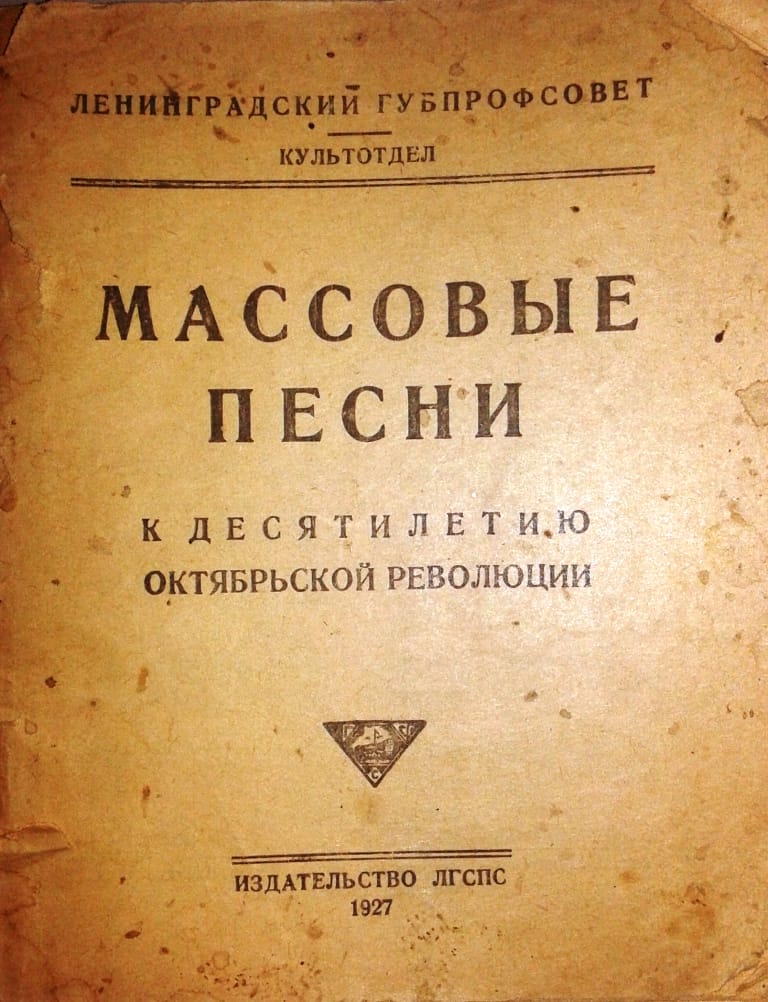 ЛЕНИНГРАДСКИЙ ГУБПРОФСОВЕТ
КУЛЬТОТДЕЛ
МАССОВЫЕ
ПЕСНИ
К ДЕСЯТИЛЕТИЮ
ОКТЯБРЬСКОЙ РЕВОЛЮЦИИ
ИЗДАТЕЛЬСТВО ЛГСПС
1927